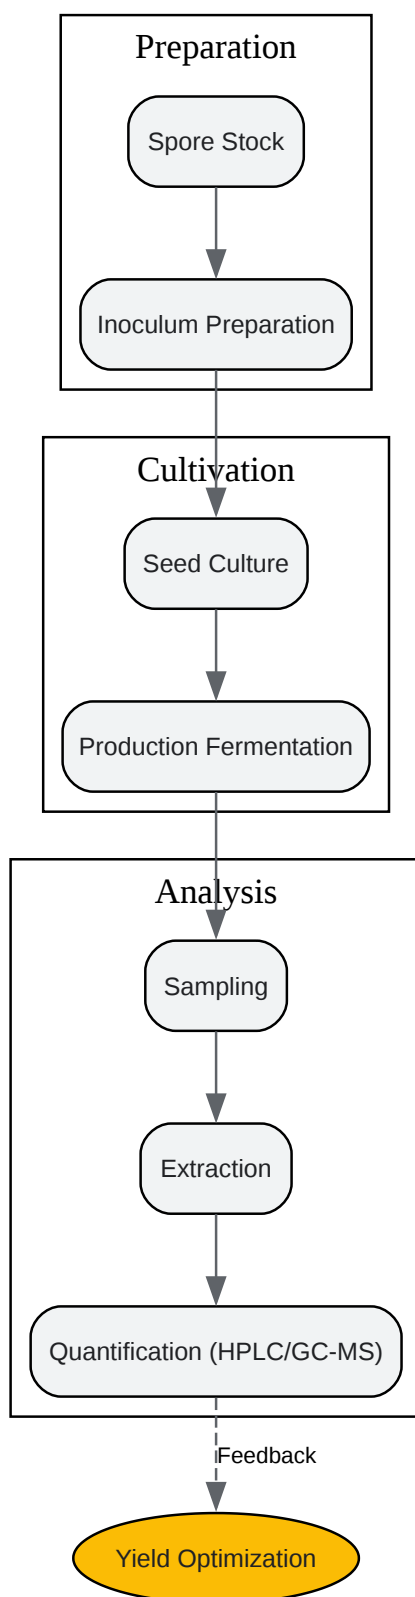 Preparation
Spore Stock
Inoculum Preparation
Cultivation
Seed Culture
Production Fermentation
Analysis
Sampling
Extraction
Quantification (HPLC/GC-MS)
Feedback
Yield Optimization